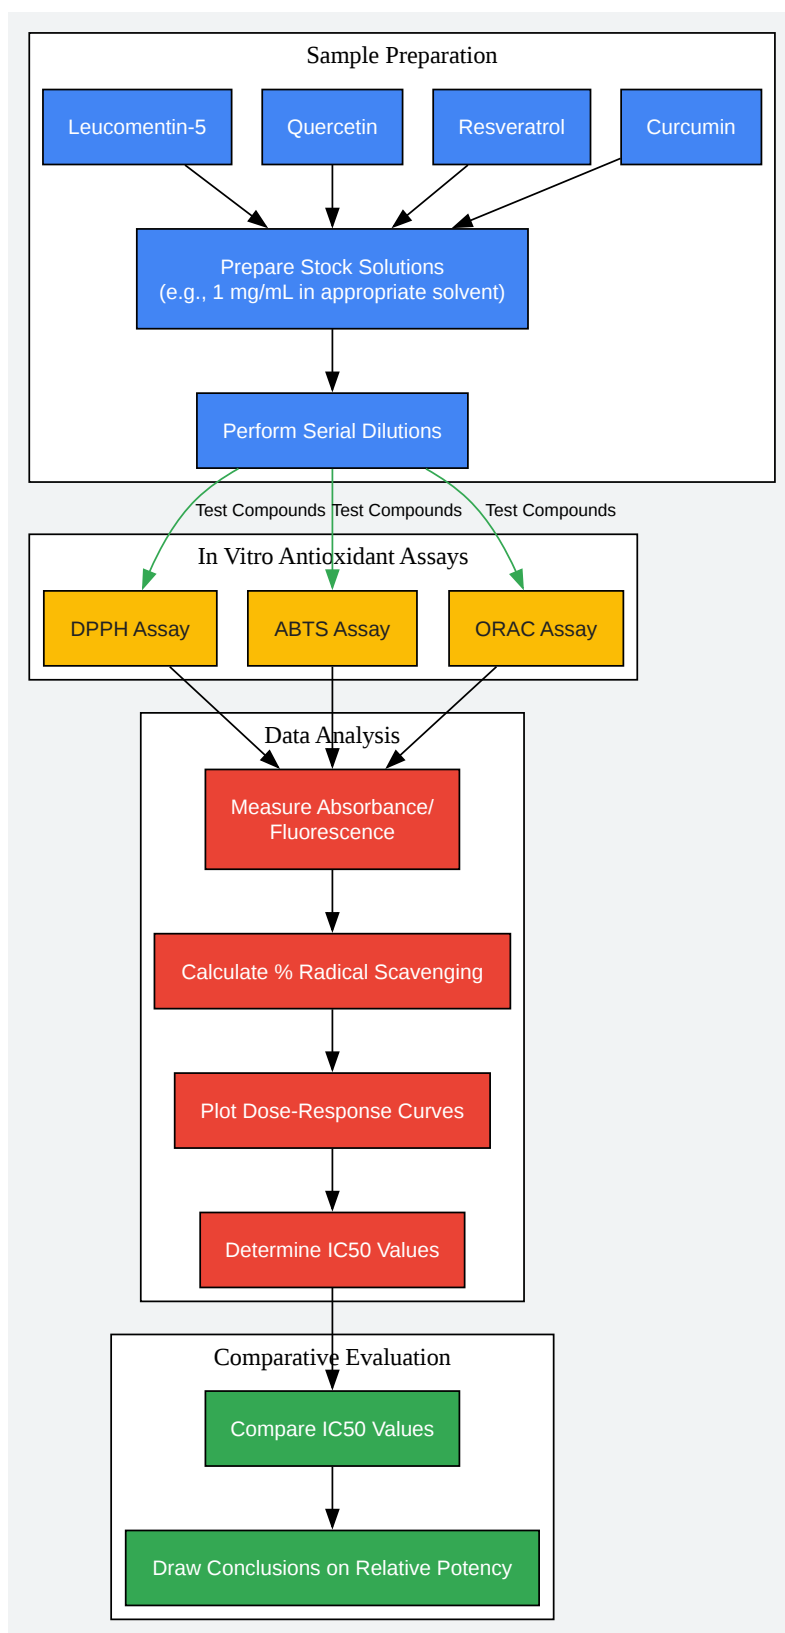 Sample Preparation
Leucomentin-5
Quercetin
Resveratrol
Curcumin
Prepare Stock Solutions
(e.g., 1 mg/mL in appropriate solvent)
Perform Serial Dilutions
Test Compounds
Test Compounds
Test Compounds
In Vitro Antioxidant Assays
DPPH Assay
ABTS Assay
ORAC Assay
Data Analysis
Measure Absorbance/
Fluorescence
Calculate % Radical Scavenging
Plot Dose-Response Curves
Determine IC50 Values
Comparative Evaluation
Compare IC50 Values
Draw Conclusions on Relative Potency